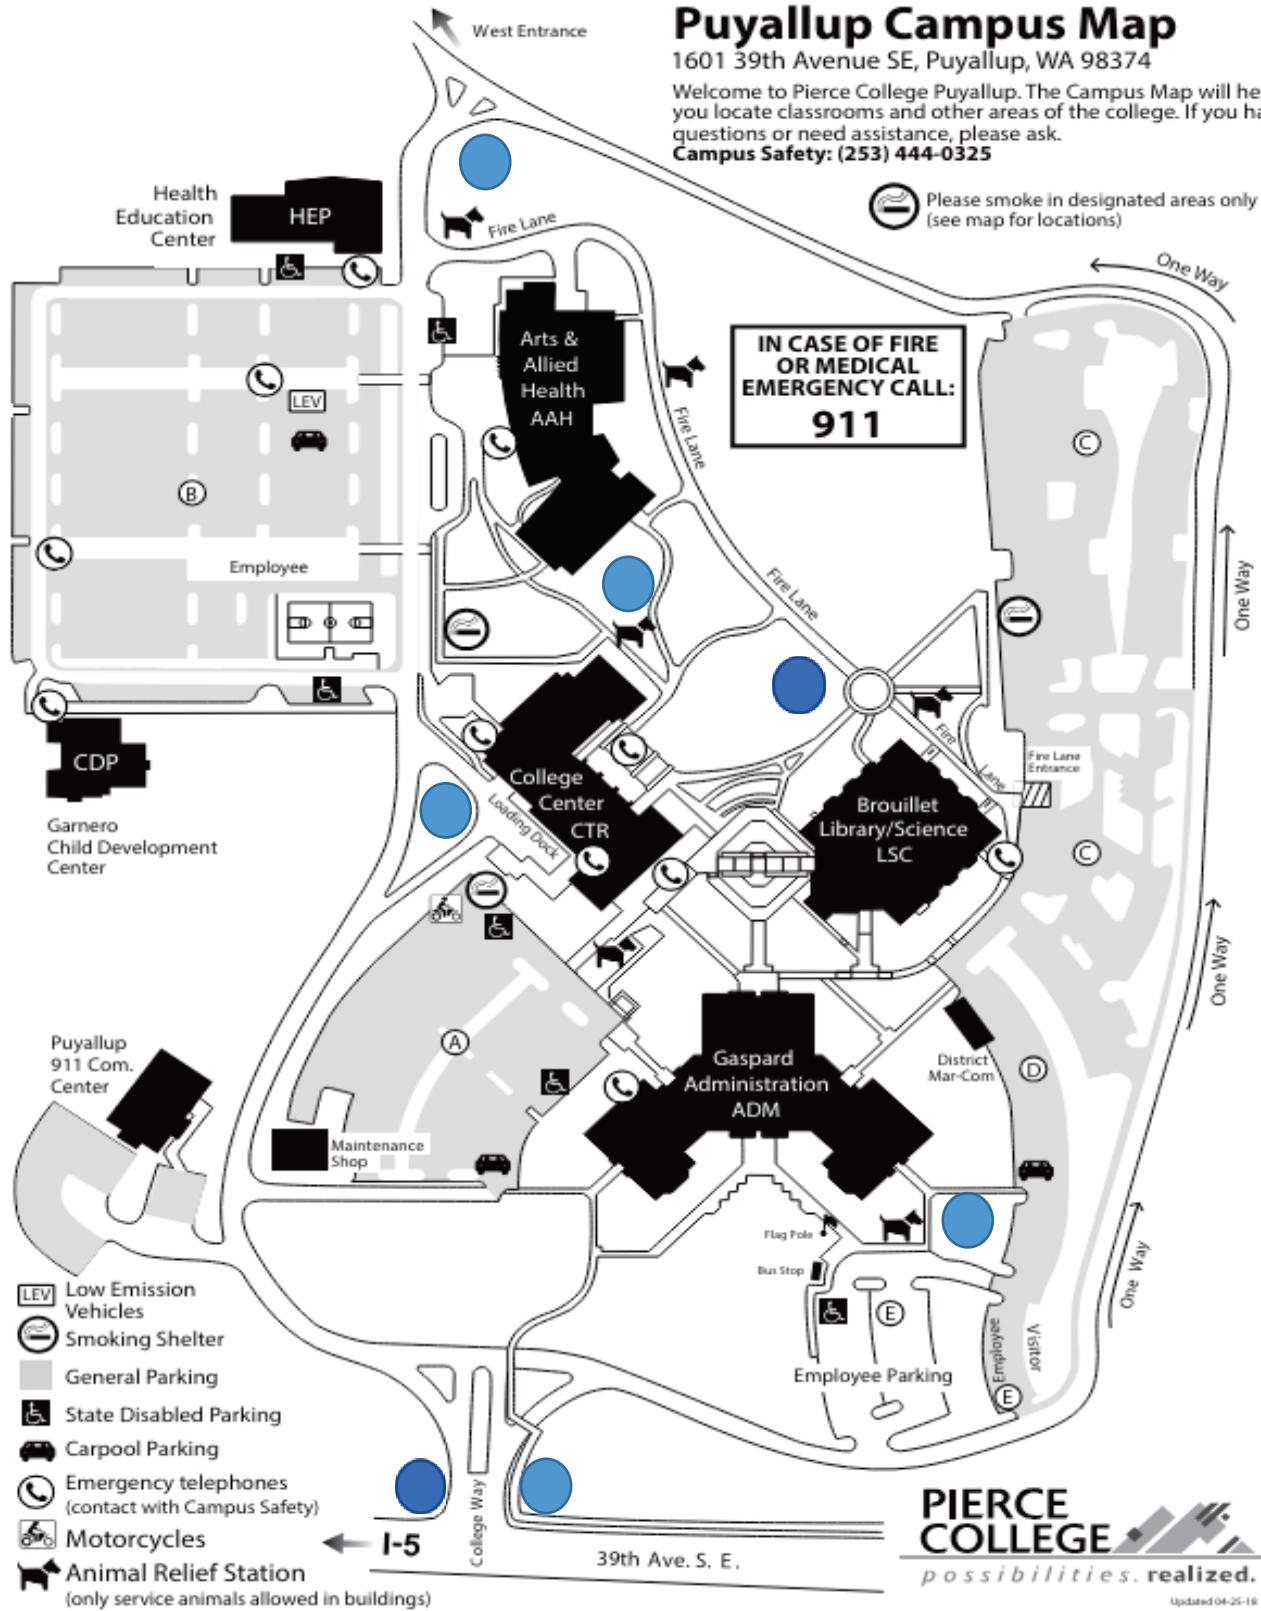 West Entrance
Puyallup Campus Map
1601 39th Avenue SE, Puyallup, WA 98374
Welcome to Pierce College Puyallup. The Campus Map will he
you locate classrooms and other areas of the college. If you ha
questions or need assistance, please ask.
Campus Safety: (253) 444-0325
Please smoke in designated areas only
(see map for locations)
Health
Education
Center
HEP
Fire Lane
One Way
Arts &
Allied
Health
AAH
IN CASE OF FIRE
OR MEDICAL
EMERGENCY CALL:
911
LEV
Fire Lane
C
B
Employee
Fire Lane
One Way
CDP
Garnero
Child Development
Center
College
Center
CTR
Loading Dock
Fire
Lane
Fire Lane
Entrance
Brouillet
Library/Science
LSC
C
One Way
A
Puyallup
911 Com.
Center
Maintenance
Shop
Gaspard
Administration
ADM
District
Mar-Com
D
Flag Pole
Bus Stop
E
Employee Parking
Employee
Visitor
E
One Way
LEV Low Emission
Vehicles
Smoking Shelter
General Parking
State Disabled Parking
Carpool Parking
Emergency telephones
(contact with Campus Safety)
Motorcycles
Animal Relief Station
(only service animals allowed in buildings)
I-5
College Way
39th Ave. S. E.
PIERCE
COLLEGE
possibilities. realized.
Updated 04-25-18